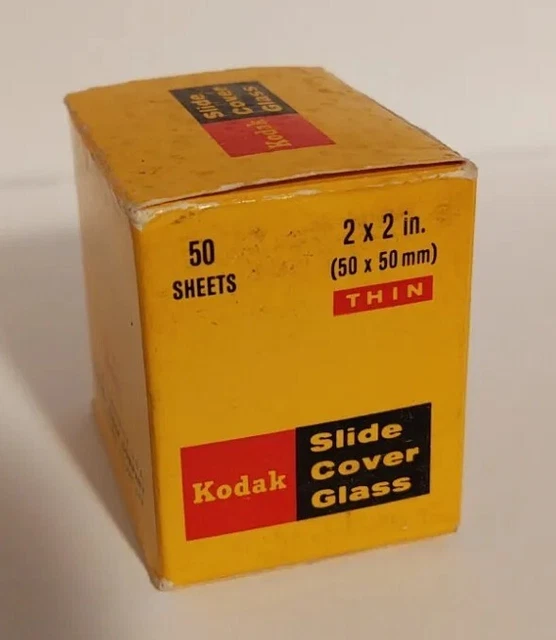 Kodak
Slide
Cover
Glass
50
SHEETS
2 x 2 in.
(50 x 50 mm)
THIN
Kodak
Slide
Cover
Glass